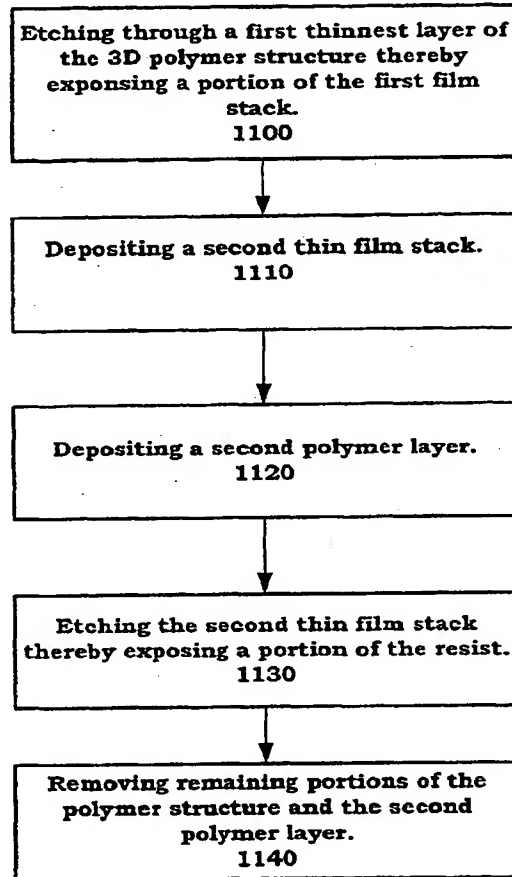 Etching through a first thinnest layer of
the 3D polymer structure thereby
exponsing a portion of the first film
stack.
1100
Depositing a second thin film stack.
1110
Depositing a second polymer layer.
1120
Etching the second thin film stack
thereby exposing a portion of the resist.
1130
Removing remaining portions of the
polymer structure and the second
polymer layer.
1140